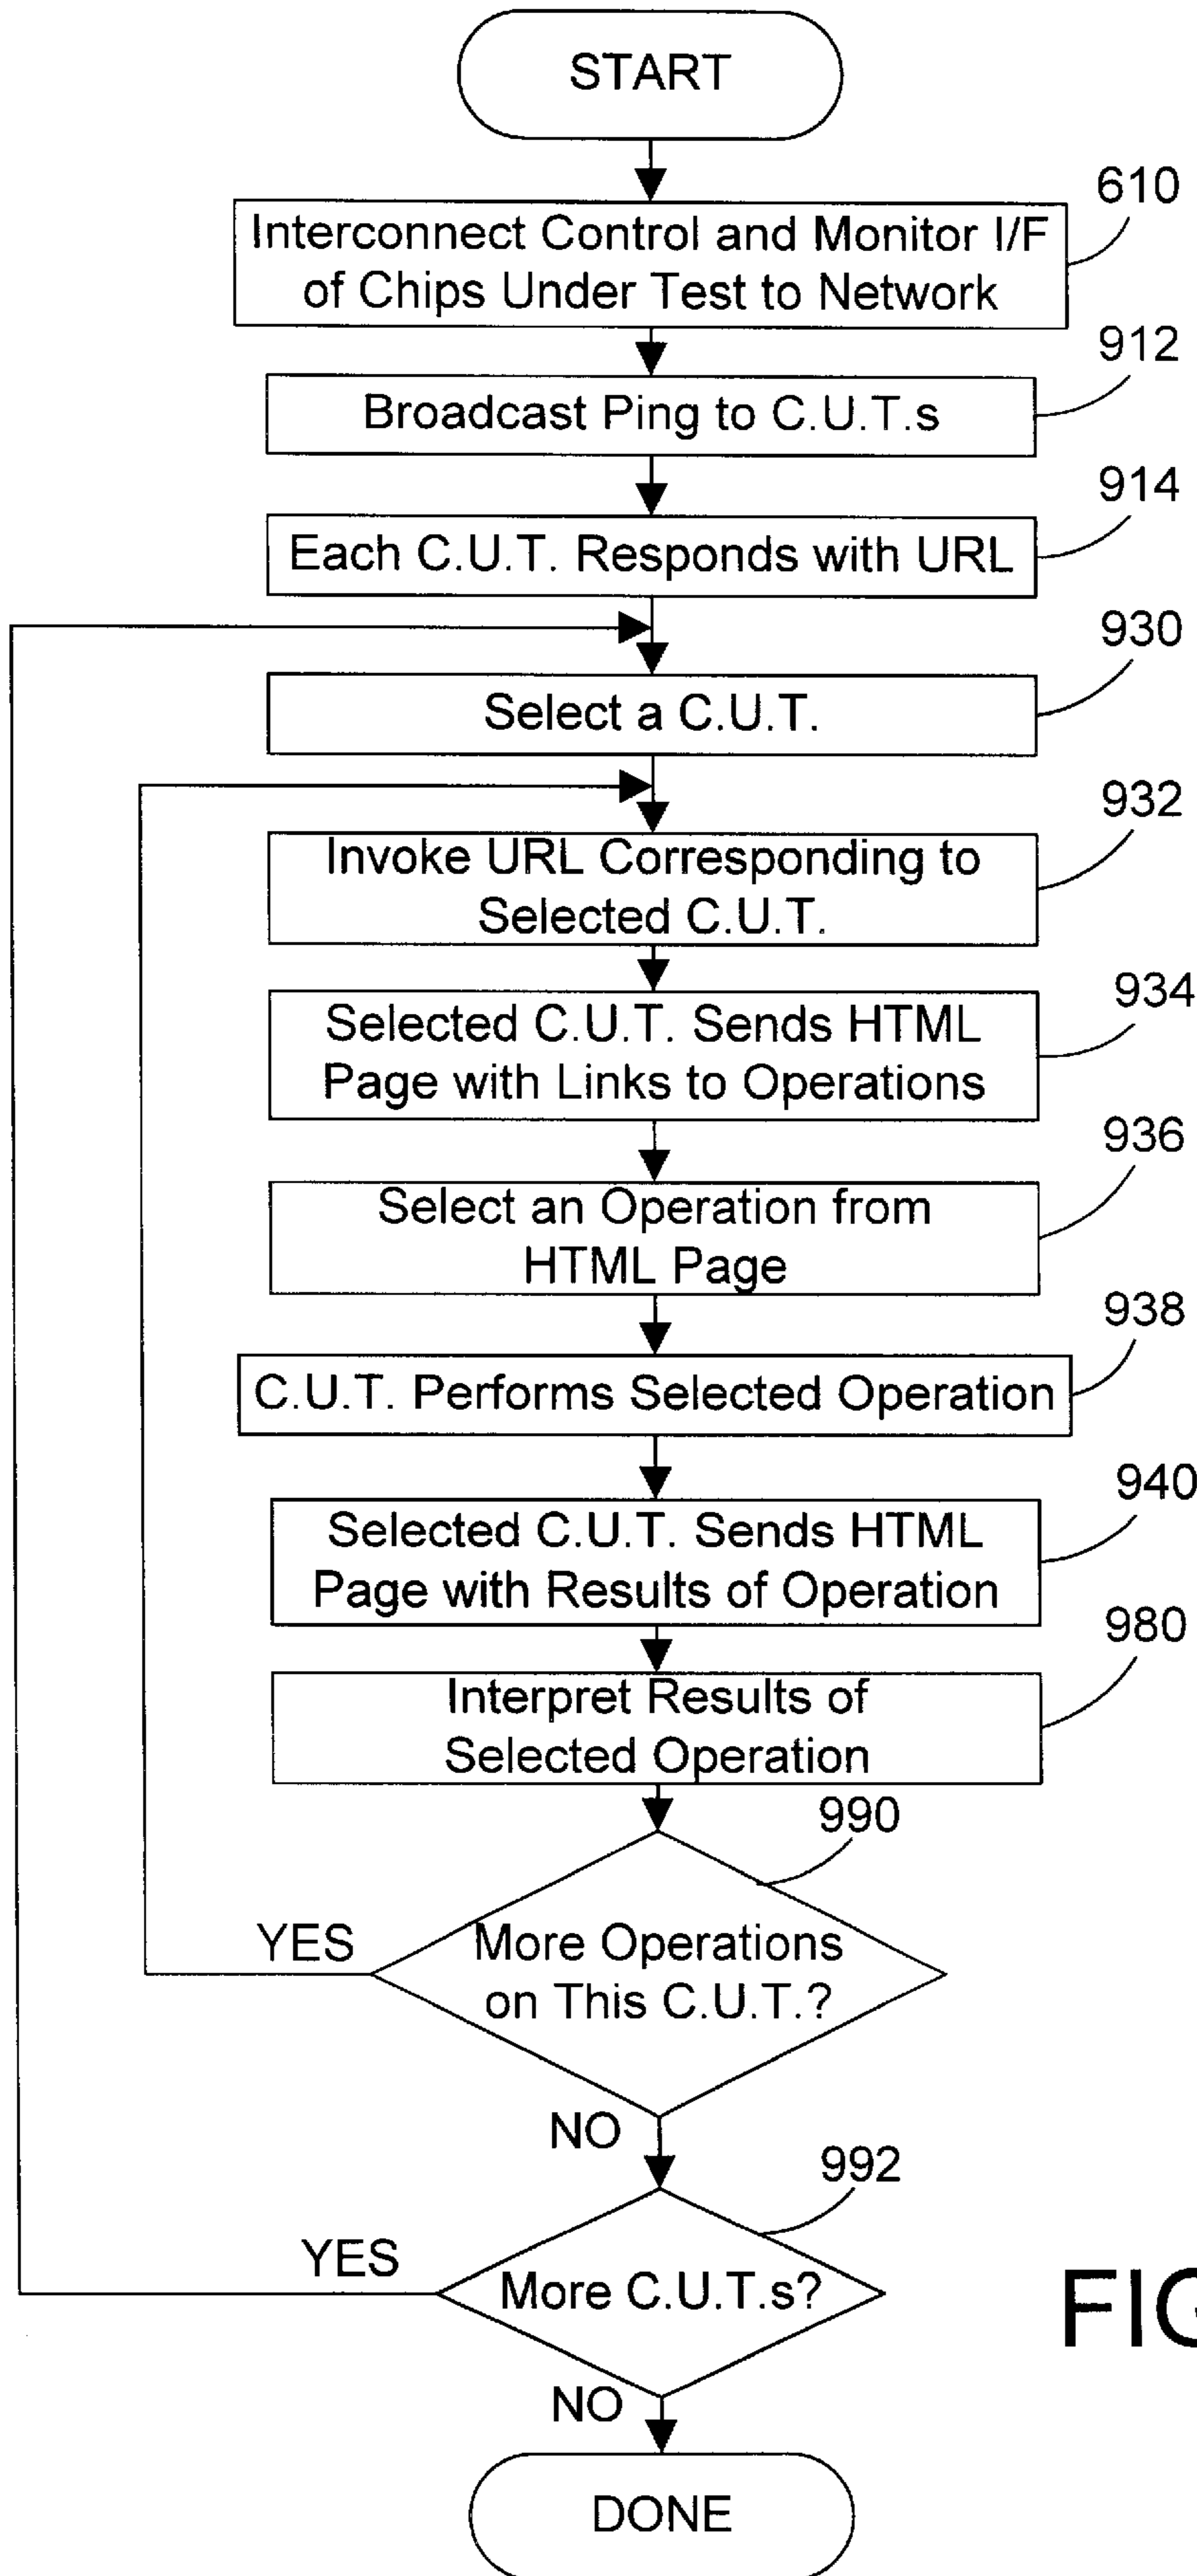 START
610
Interconnect Control and Monitor I/F
of Chips Under Test to Network
912
Broadcast Ping to C.U.T.s
914
Each C.U.T. Responds with URL
930
Select a C.U.T.
932
Invoke URL Corresponding to
Selected C.U.T.
934
Selected C.U.T. Sends HTML
Page with Links to Operations
936
Select an Operation from
HTML Page
938
C.U.T. Performs Selected Operation
940
Selected C.U.T. Sends HTML
Page with Results of Operation
980
Interpret Results of
Selected Operation
990
YES
More Operations
on This C.U.T.?
NO
992
YES
More C.U.T.s?
FIG
NO
DONE